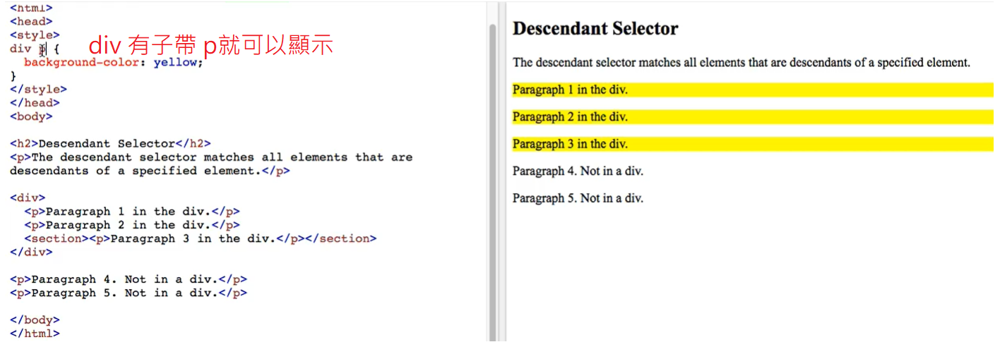 <html>
<head>
<style>
div p {
div 有子帶 p就可以顯示
  background-color: yellow;
}
</style>
</head>
<body>
<h2>Descendant Selector</h2>
<p>The descendant selector matches all elements that are
descendants of a specified element.</p>
<div>
  <p>Paragraph 1 in the div.</p>
  <p>Paragraph 2 in the div.</p>
  <section><p>Paragraph 3 in the div.</p></section>
</div>
<p>Paragraph 4. Not in a div.</p>
<p>Paragraph 5. Not in a div.</p>
</body>
</html>
Descendant Selector
The descendant selector matches all elements that are descendants of a specified element.
Paragraph 1 in the div.
Paragraph 2 in the div.
Paragraph 3 in the div.
Paragraph 4. Not in a div.
Paragraph 5. Not in a div.